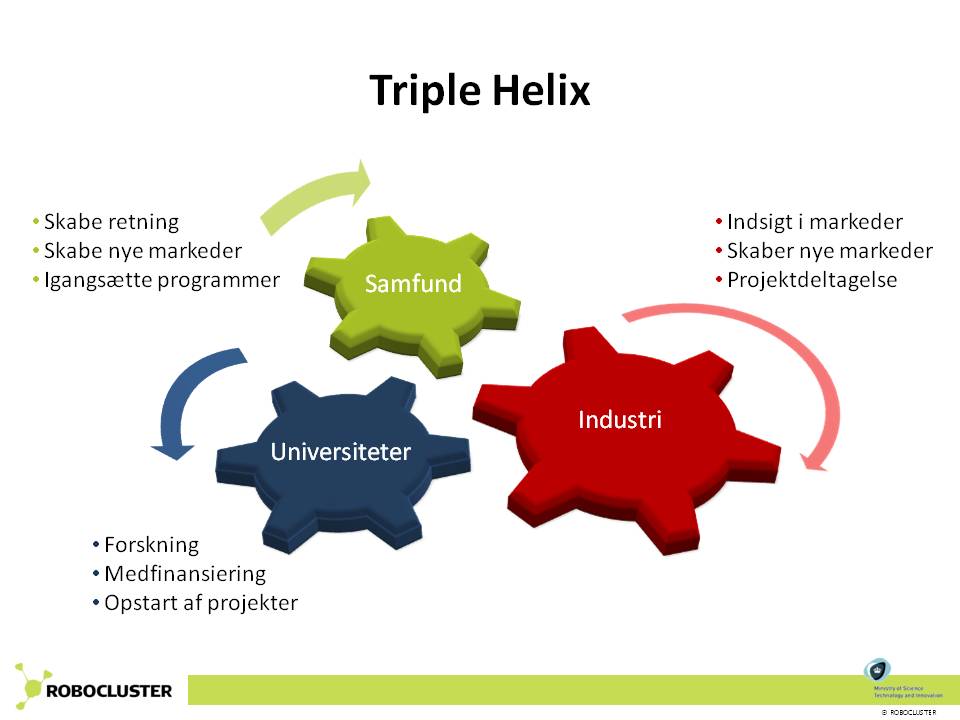 Triple Helix
• Skabe retning
• Skabe nye markeder
• Igangsætte programmer
• Indsigt i markeder
• Skaber nye markeder
• Projektdeltagelse
Samfund
Industri
Universiteter
• Forskning
• Medfinansiering
• Opstart af projekter
ROBOCLUSTER
Ministry of Science
Technology and Innovation
© ROBOCLUSTER